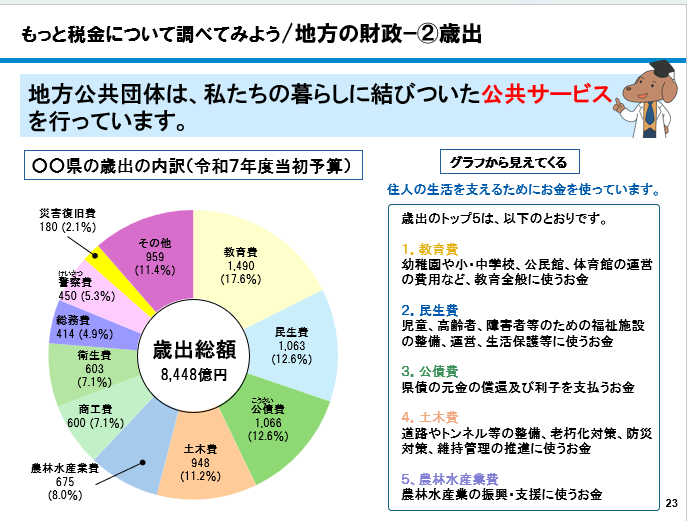 もっと税金について調べてみよう/地方の財政−②歳出
地方公共団体は、私たちの暮らしに結びついた公共サービス
を行っています。
〇〇県の歳出の内訳(令和7年度当初予算)
災害復旧費
180 (2.1%)
その他
959
(11.4%)
教育費
1,490
(17.6%)
けいさつ
警察費
450 (5.3%)
総務費
414 (4.9%)
民生費
1,063
(12.6%)
歳出総額
8,448億円
衛生費
603
(7.1%)
こうさい
公債費
1,066
(12.6%)
商工費
600 (7.1%)
土木費
948
(11.2%)
農林水産業費
675
(8.0%)
グラフから見えてくる
住人の生活を支えるためにお金を使っています。
歳出のトップ5は、以下のとおりです。
1. 教育費
幼稚園や小・中学校、公民館、体育館の運営
の費用など、教育全般に使うお金
2. 民生費
児童、高齢者、障害者等のための福祉施設
の整備、運営、生活保護等に使うお金
3. 公債費
県債の元金の償還及び利子を支払うお金
4. 土木費
道路やトンネル等の整備、老朽化対策、防災
対策、維持管理の推進に使うお金
5、農林水産業費
農林水産業の振興・支援に使うお金
23